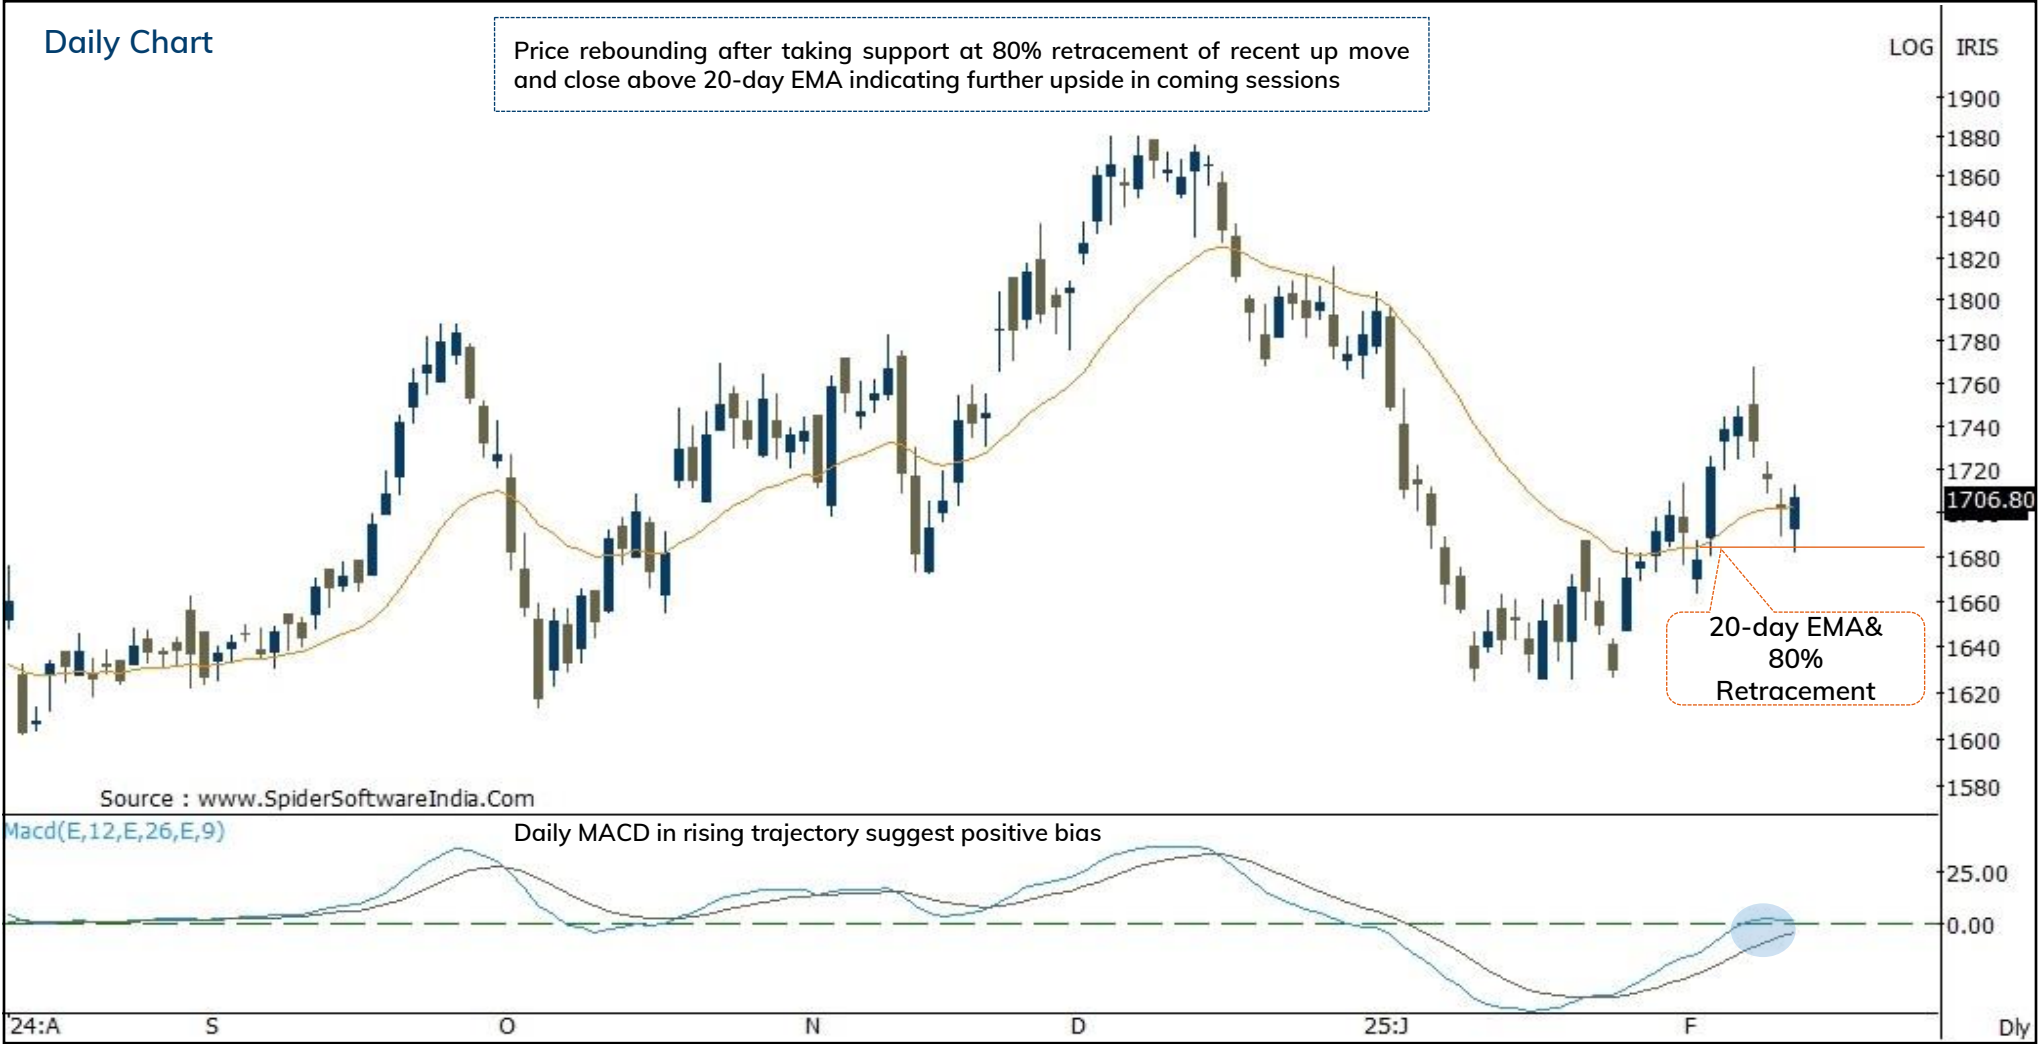 Daily Chart
Price rebounding after taking support at 80% retracement of recent up move
and close above 20-day EMA indicating further upside in coming sessions
LOG IRIS
1900
1880
1860
1840
1820
1800
1780
1760
1740
1720
1706.80
1680
1660
1640
1620
1600
1580
20-day EMA&
80%
Retracement
Source : www.SpiderSoftwareIndia.Com
Macd(E,12,E,26,E,9)
Daily MACD in rising trajectory suggest positive bias
25.00
0.00
'24:A S O N D 25:J F Dly